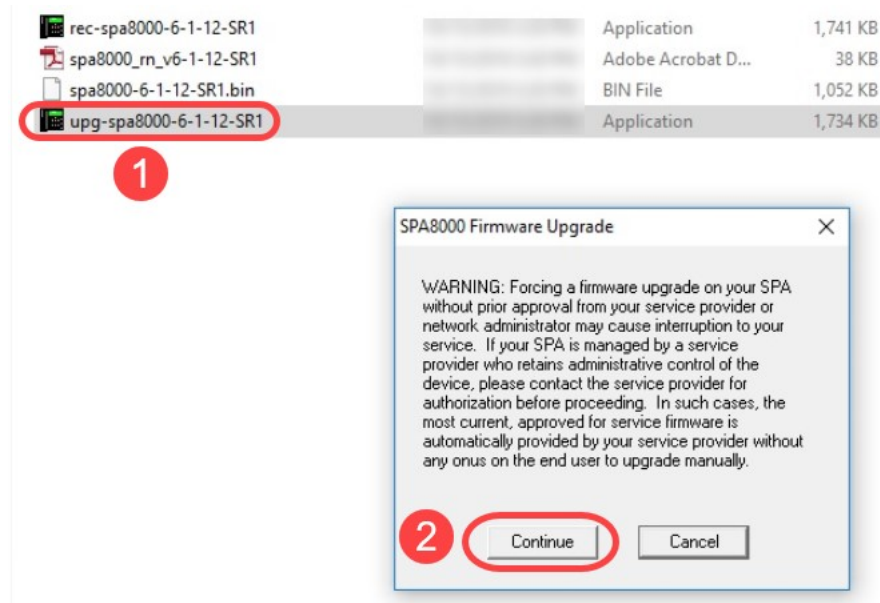 rec-spa8000-6-1-12-SR1 Application 1,741 KB
spa8000_rn_v6-1-12-SR1 Adobe Acrobat D... 38 KB
spa8000-6-1-12-SR1.bin BIN File 1,052 KB
upg-spa8000-6-1-12-SR1 Application 1,734 KB
1
SPA8000 Firmware Upgrade
WARNING: Forcing a firmware upgrade on your SPA
without prior approval from your service provider or
network administrator may cause interruption to your
service. If your SPA is managed by a service
provider who retains administrative control of the
device, please contact the service provider for
authorization before proceeding. In such cases, the
most current, approved for service firmware is
automatically provided by your service provider without
any onus on the end user to upgrade manually.
2 Continue Cancel